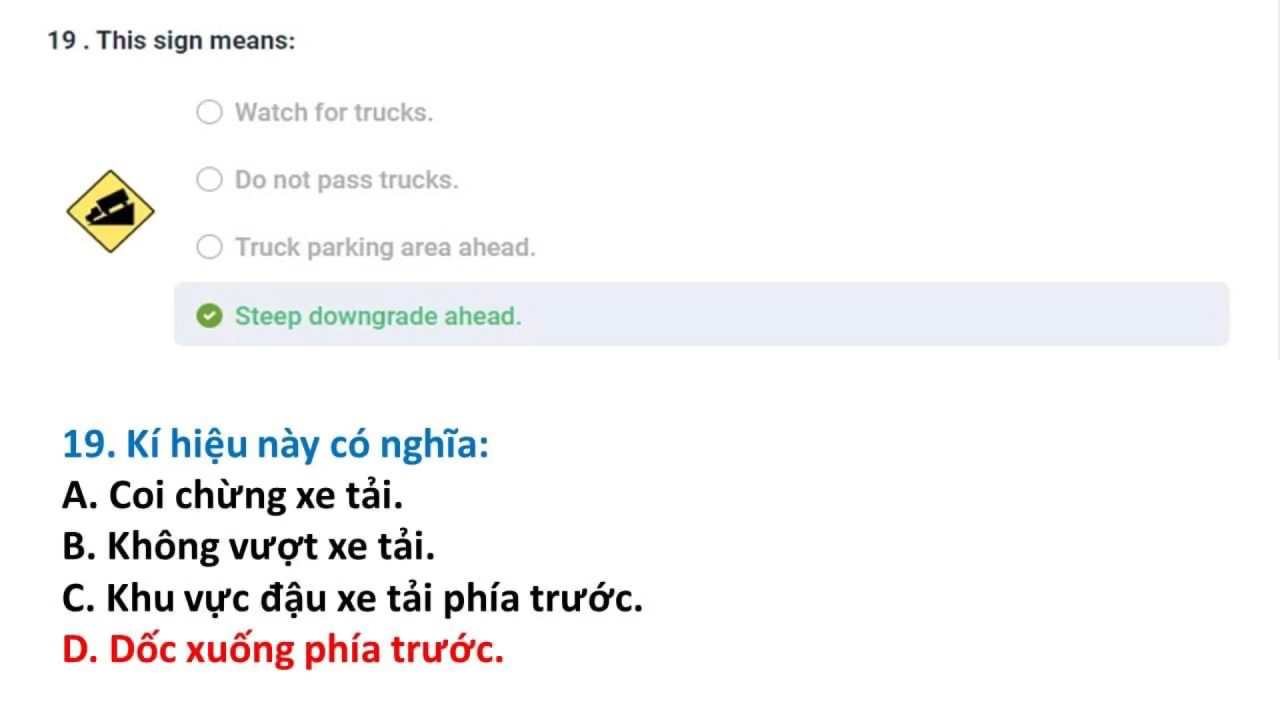 19 . This sign means:
Watch for trucks.
Do not pass trucks.
Truck parking area ahead.
Steep downgrade ahead.
19. Kí hiệu này có nghĩa:
A. Coi chừng xe tải.
B. Không vượt xe tải.
C. Khu vực đậu xe tải phía trước.
D. Dốc xuống phía trước.